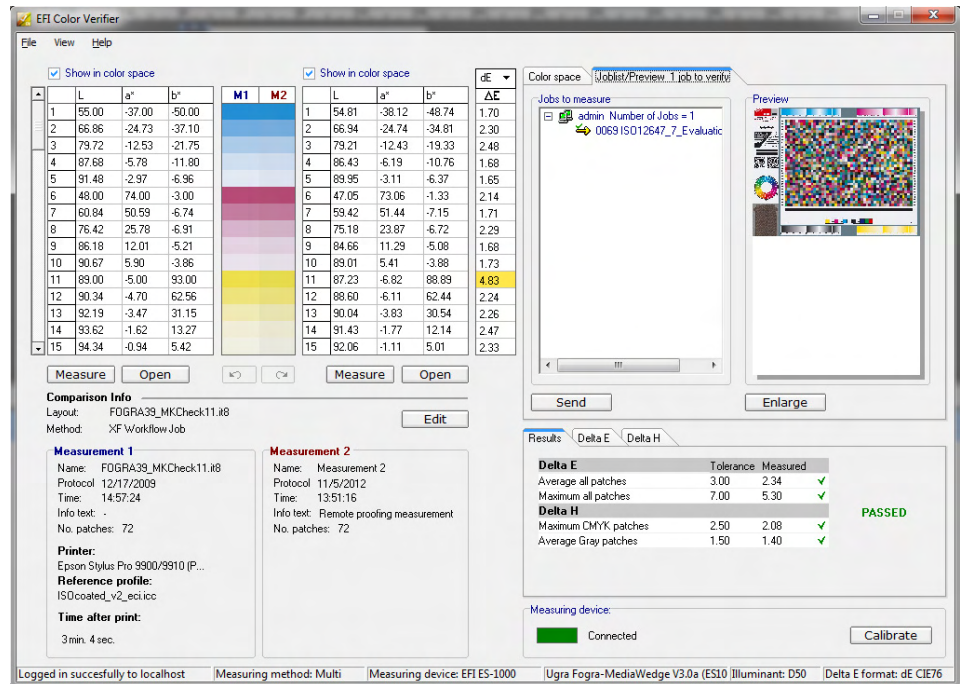 EFI Color Verifier
File View Help
Show in color space
L a* b* M1 M2
1 55.00 -37.00 -50.00
2 66.86 -24.73 -37.10
3 79.72 -12.53 -21.75
4 87.68 -5.78 -11.80
5 91.48 -2.97 -6.96
6 48.00 74.00 -3.00
7 60.84 50.59 -6.74
8 76.42 25.78 -6.91
9 86.18 12.01 -5.21
10 90.67 5.90 -3.86
11 89.00 -5.00 93.00
12 90.34 -4.70 62.56
13 92.19 -3.47 31.15
14 93.62 -1.62 13.27
15 94.34 -0.94 5.42
Measure Open
Show in color space dE
L a* b* ΔE
1 54.81 -38.12 -48.74 1.70
2 66.94 -24.74 -34.81 2.30
3 79.21 -12.43 -19.33 2.48
4 86.43 -6.19 -10.76 1.68
5 89.95 -3.11 -6.37 1.65
6 47.05 73.06 -1.33 2.14
7 59.42 51.44 -7.15 1.71
8 75.18 23.87 -6.72 2.29
9 84.66 11.29 -5.08 1.68
10 89.01 5.41 -3.88 1.73
11 87.23 -6.82 88.89 4.83
12 88.60 -6.11 62.44 2.24
13 90.04 -3.83 30.54 2.26
14 91.43 -1.77 12.14 2.47
15 92.06 -1.11 5.01 2.33
Measure Open
Comparison Info
Layout: FOGRA39_MKCheck11.it8
Method: XF Workflow Job
Edit
Measurement 1
Name: FOGRA39_MKCheck11.it8
Protocol 12/17/2009
Time: 14:57:24
Info text: -
No. patches: 72
Printer:
Epson Stylus Pro 9900/9910 (P...
Reference profile:
ISOcoated_v2_eci.icc
Time after print:
3 min. 4 sec.
Measurement 2
Name: Measurement 2
Protocol 11/5/2012
Time: 13:51:16
Info text: Remote proofing measurement
No. patches: 72
Color space Joblist/Preview 1 job to verify
Jobs to measure
admin Number of Jobs = 1
0069 ISO12647_7_Evaluatic
Send
Preview
Enlarge
Results Delta E Delta H
Delta E Tolerance Measured
Average all patches 3.00 2.34
Maximum all patches 7.00 5.30
Delta H
Maximum CMYK patches 2.50 2.08
Average Gray patches 1.50 1.40
PASSED
Measuring device:
Connected
Calibrate
Logged in succesfully to localhost Measuring method: Multi Measuring device: EFI ES-1000 Ugra Fogra-MediaWedge V3.0a (ES10 Illuminant: D50 Delta E format: dE CIE76